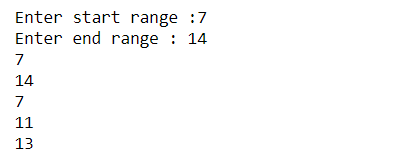 Enter start range :7
Enter end range : 14
7
14
7
11
13